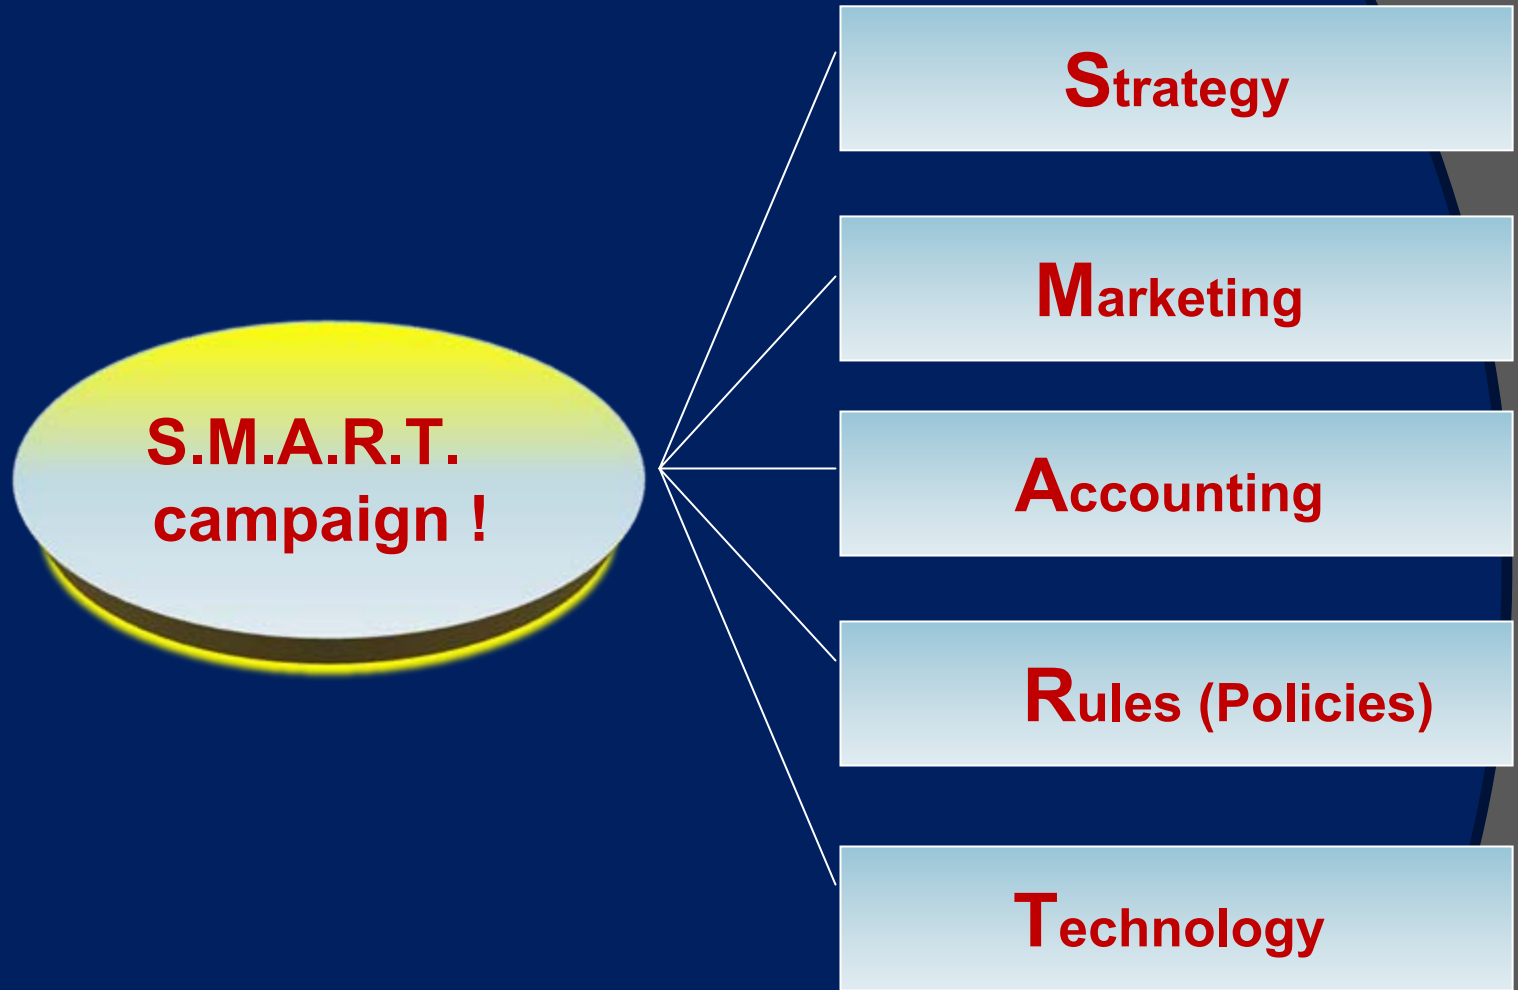 S.M.A.R.T.
campaign !
Strategy
Marketing
Accounting
Rules (Policies)
Technology